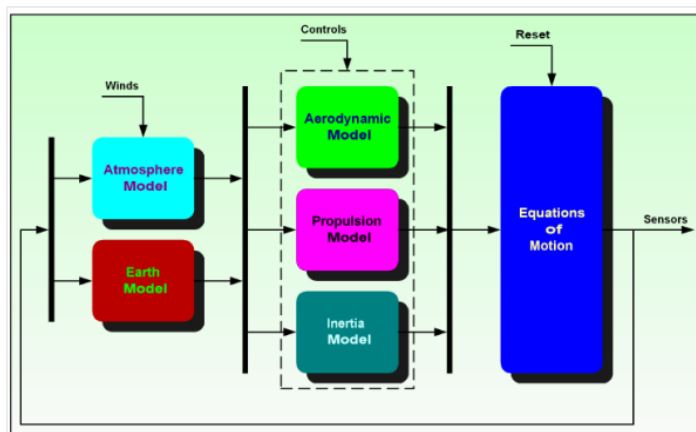 Controls
Reset
Winds
Aerodynamic
Model
Atmosphere
Model
Propulsion
Model
Equations
of
Motion
Sensors
Earth
Model
Inertia
Model